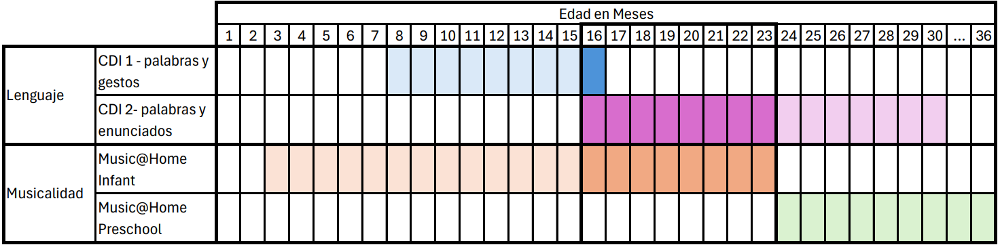 Edad en Meses
1 2 3 4 5 6 7 8 9 10 11 12 13 14 15 16 17 18 19 20 21 22 23 24 25 26 27 28 29 30 ... 36
Lenguaje
CDI 1 - palabras y
gestos
CDI 2- palabras y
enunciados
Musicalidad
Music@Home
Infant
Music@Home
Preschool